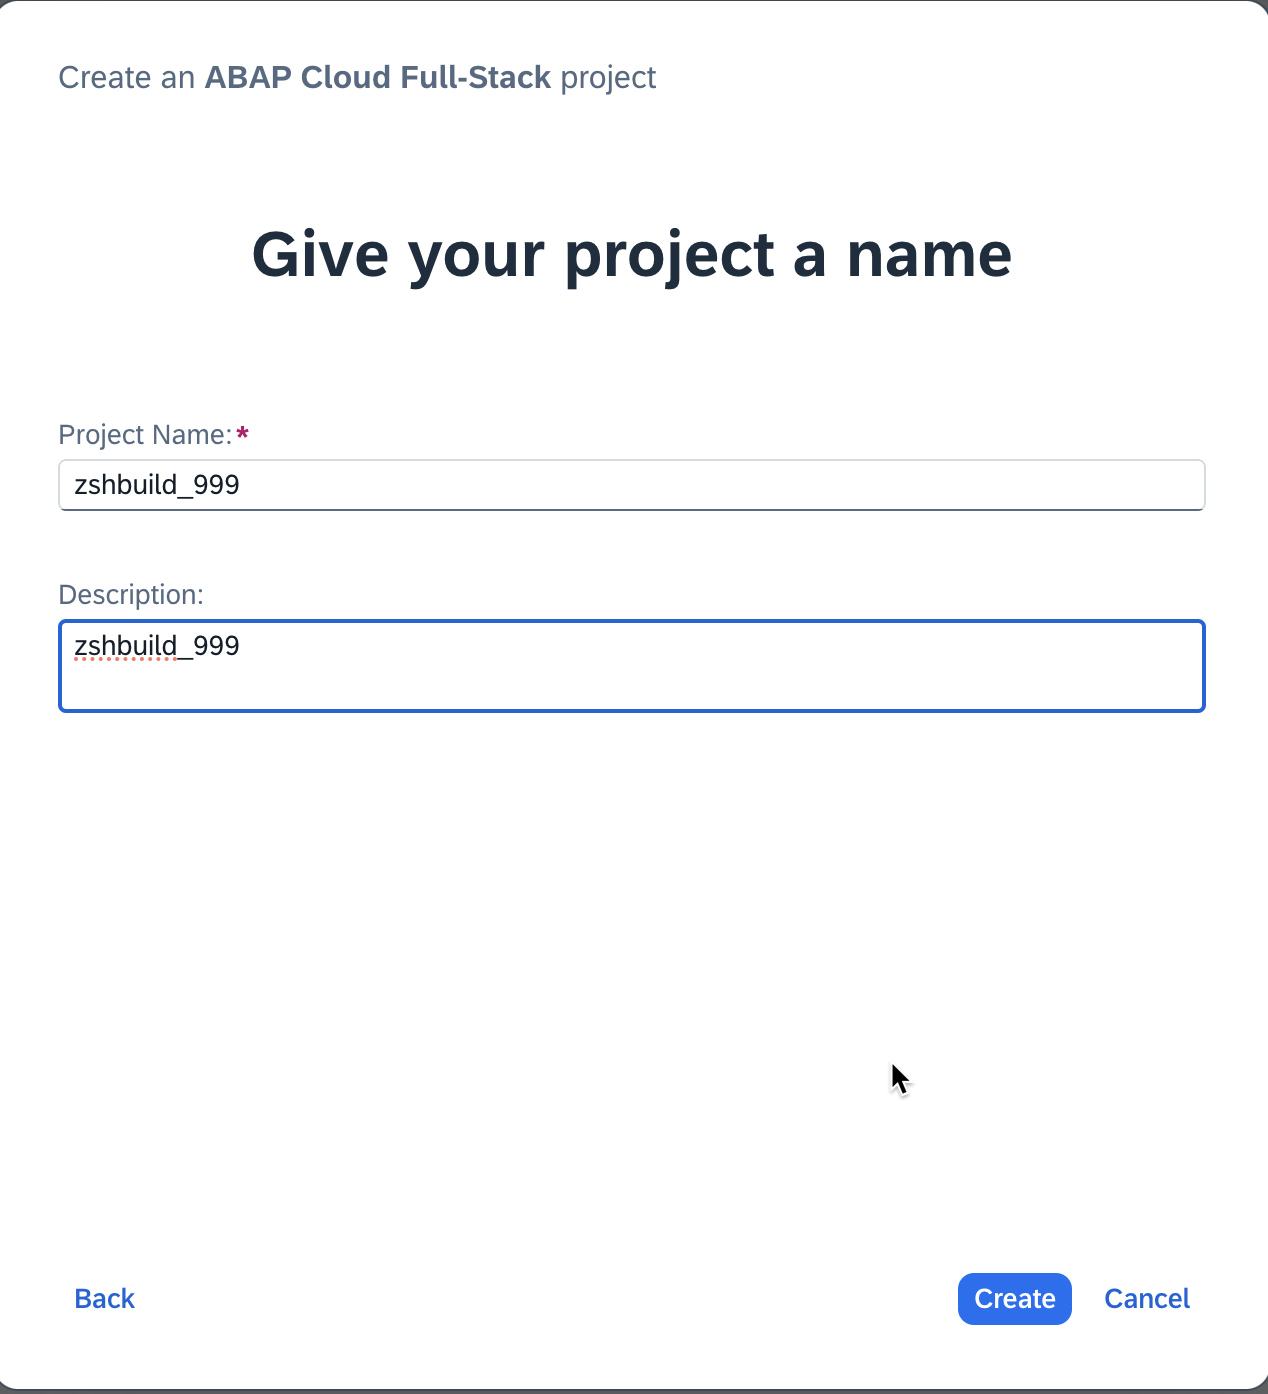 Create an ABAP Cloud Full-Stack project
Give your project a name
Project Name:*
zshbuild_999
Description:
zshbuild_999
Back
Create
Cancel